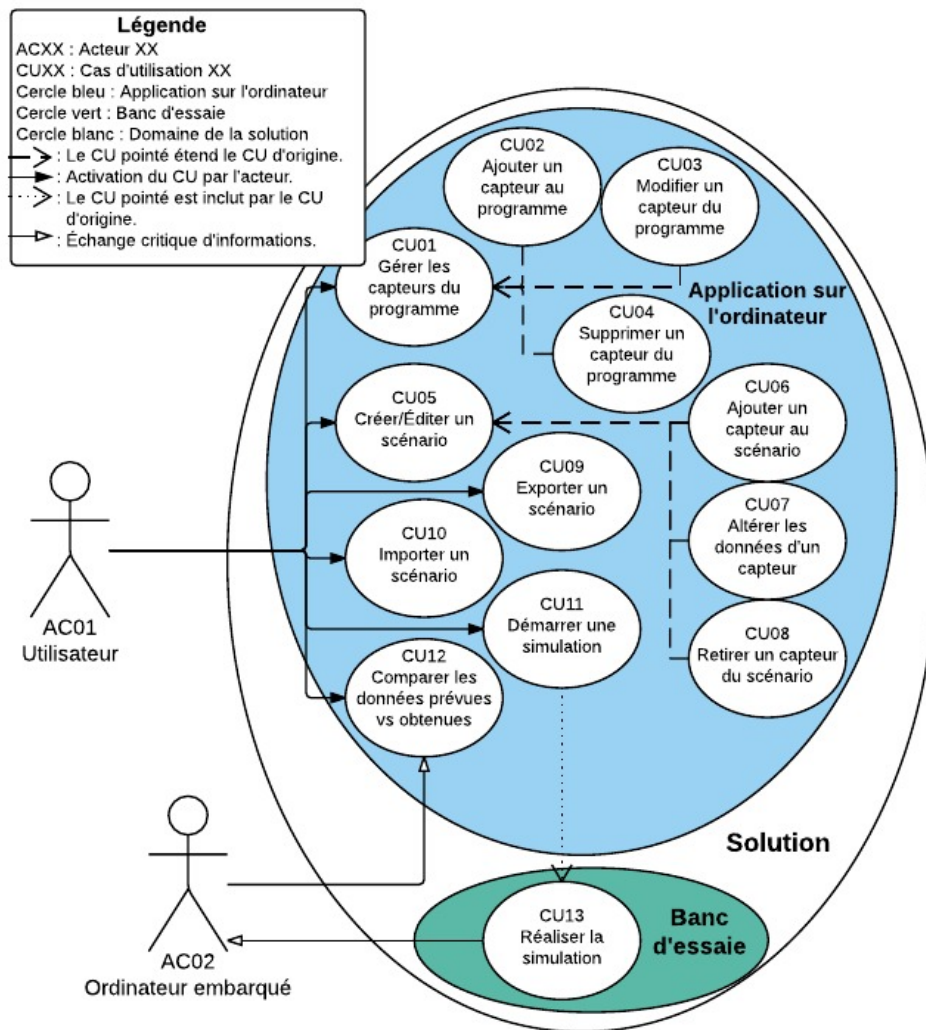 Légende
ACXX : Acteur XX
CUXX : Cas d'utilisation XX
Cercle bleu : Application sur l'ordinateur
Cercle vert : Banc d'essaie
Cercle blanc : Domaine de la solution
: Le CU pointé étend le CU d'origine.
: Activation du CU par l'acteur.
: Le CU pointé est inclut par le CU
d'origine.
: Échange critique d'informations.
CU02
Ajouter un
capteur au
programme
CU03
Modifier un
capteur du
programme
CU01
Gérer les
capteurs du
programme
Application sur
l'ordinateur
CU04
Supprimer un
capteur du
programme
CU05
Créer/Éditer un
scénario
CU06
Ajouter un
capteur au
scénario
CU09
Exporter un
scénario
CU07
Altérer les
données d'un
capteur
CU10
Importer un
scénario
CU11
Démarrer une
simulation
CU08
Retirer un capteur
du scénario
AC01
Utilisateur
CU12
Comparer les
données prévues
vs obtenues
Solution
CU13
Réaliser la
simulation
Banc
d'essaie
AC02
Ordinateur embarqué